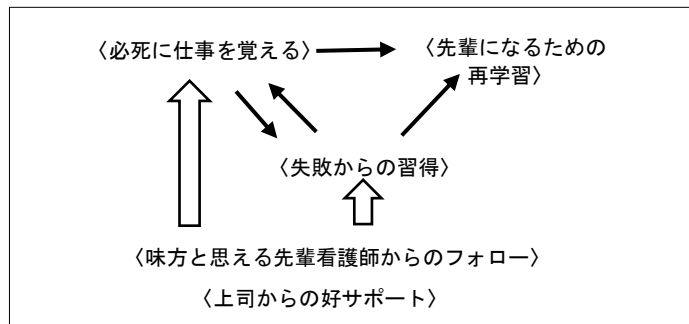 〈必死に仕事を覚える〉
〈先輩になるための
再学習〉
〈失敗からの習得〉
〈味方と思える先輩看護師からのフォロー〉
〈上司からの好サポート〉